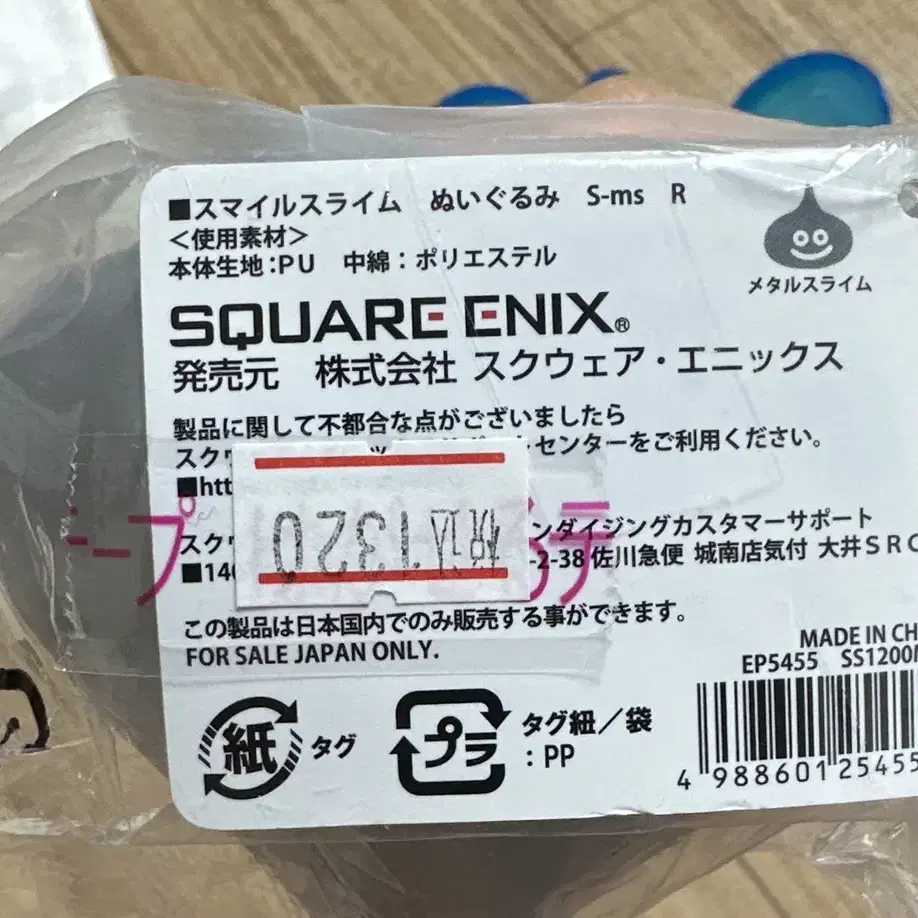 ■スマイルスライム ぬいぐるみ S-ms R
＜使用素材＞
本体生地：PU 中綿：ポリエステル
メタルスライム
SQUARE ENIX®
発売元 株式会社 スクウェア・エニックス
製品に関して不都合な点がございましたら
センターをご利用ください。
■htt
ンダイジングカスタマーサポート
-2-38 佐川急便 城南店気付 大井SRC
税込1320
この製品は日本国内でのみ販売する事ができます。
FOR SALE JAPAN ONLY.
MADE IN CH
EP5455 SS1200
紙 タグ
プラ タグ紐／袋
：PP
4 988601 25455